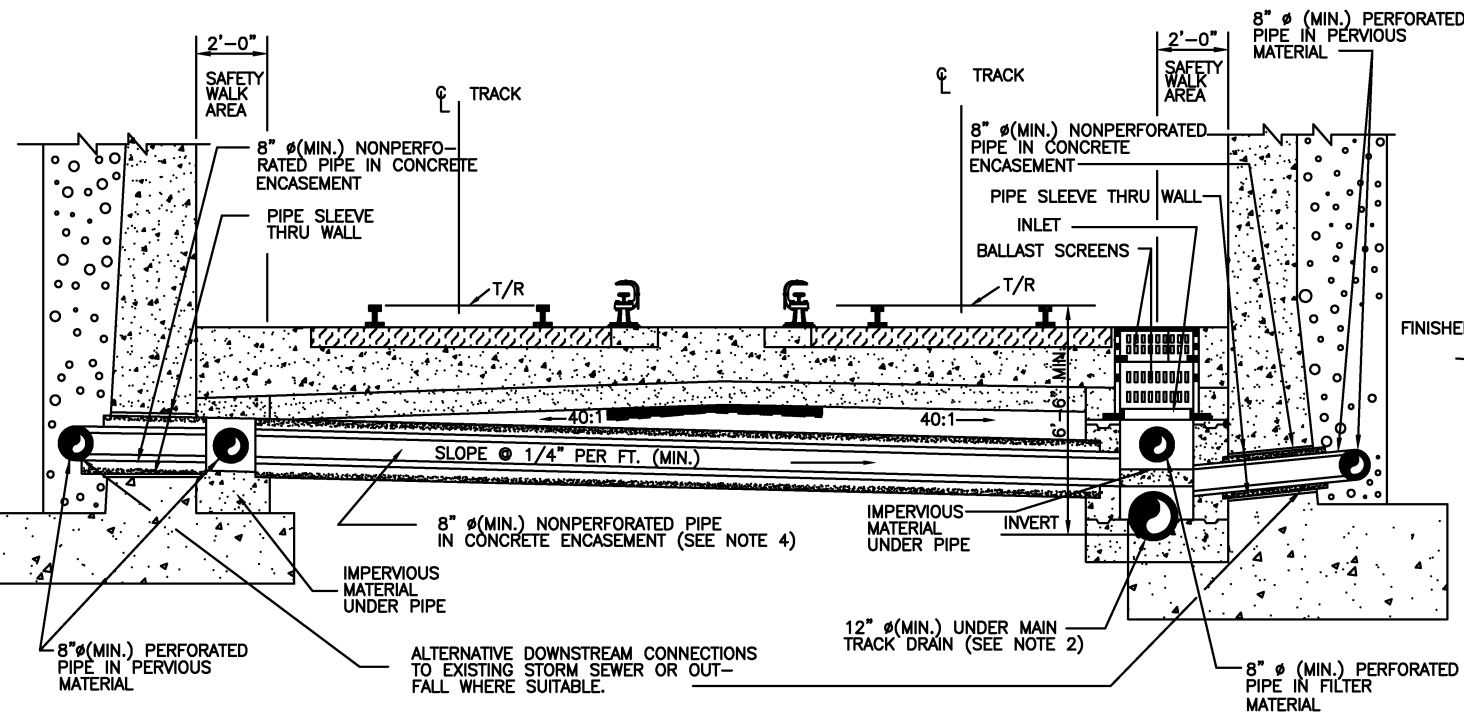 8" ø (MIN.) PERFORATED
PIPE IN PERVIOUS
MATERIAL
2'-0"
SAFETY
WALK
AREA
℄ TRACK
℄ TRACK
2'-0"
SAFETY
WALK
AREA
8" ø(MIN.) NONPERFO-
RATED PIPE IN CONCRETE
ENCASEMENT
8" ø(MIN.) NONPERFORATED
PIPE IN CONCRETE
ENCASEMENT
PIPE SLEEVE
THRU WALL
PIPE SLEEVE THRU WALL
INLET
BALLAST SCREENS
T/R
T/R
FINISHE
6'-6" MIN.
40:1
40:1
SLOPE @ 1/4" PER FT. (MIN.)
8" ø(MIN.) NONPERFORATED PIPE
IN CONCRETE ENCASEMENT (SEE NOTE 4)
IMPERVIOUS
MATERIAL
UNDER PIPE
INVERT
IMPERVIOUS
MATERIAL
UNDER PIPE
8"ø(MIN.) PERFORATED
PIPE IN PERVIOUS
MATERIAL
ALTERNATIVE DOWNSTREAM CONNECTIONS
TO EXISTING STORM SEWER OR OUT-
FALL WHERE SUITABLE.
12" ø(MIN.) UNDER MAIN
TRACK DRAIN (SEE NOTE 2)
8" ø (MIN.) PERFORATED
PIPE IN FILTER
MATERIAL